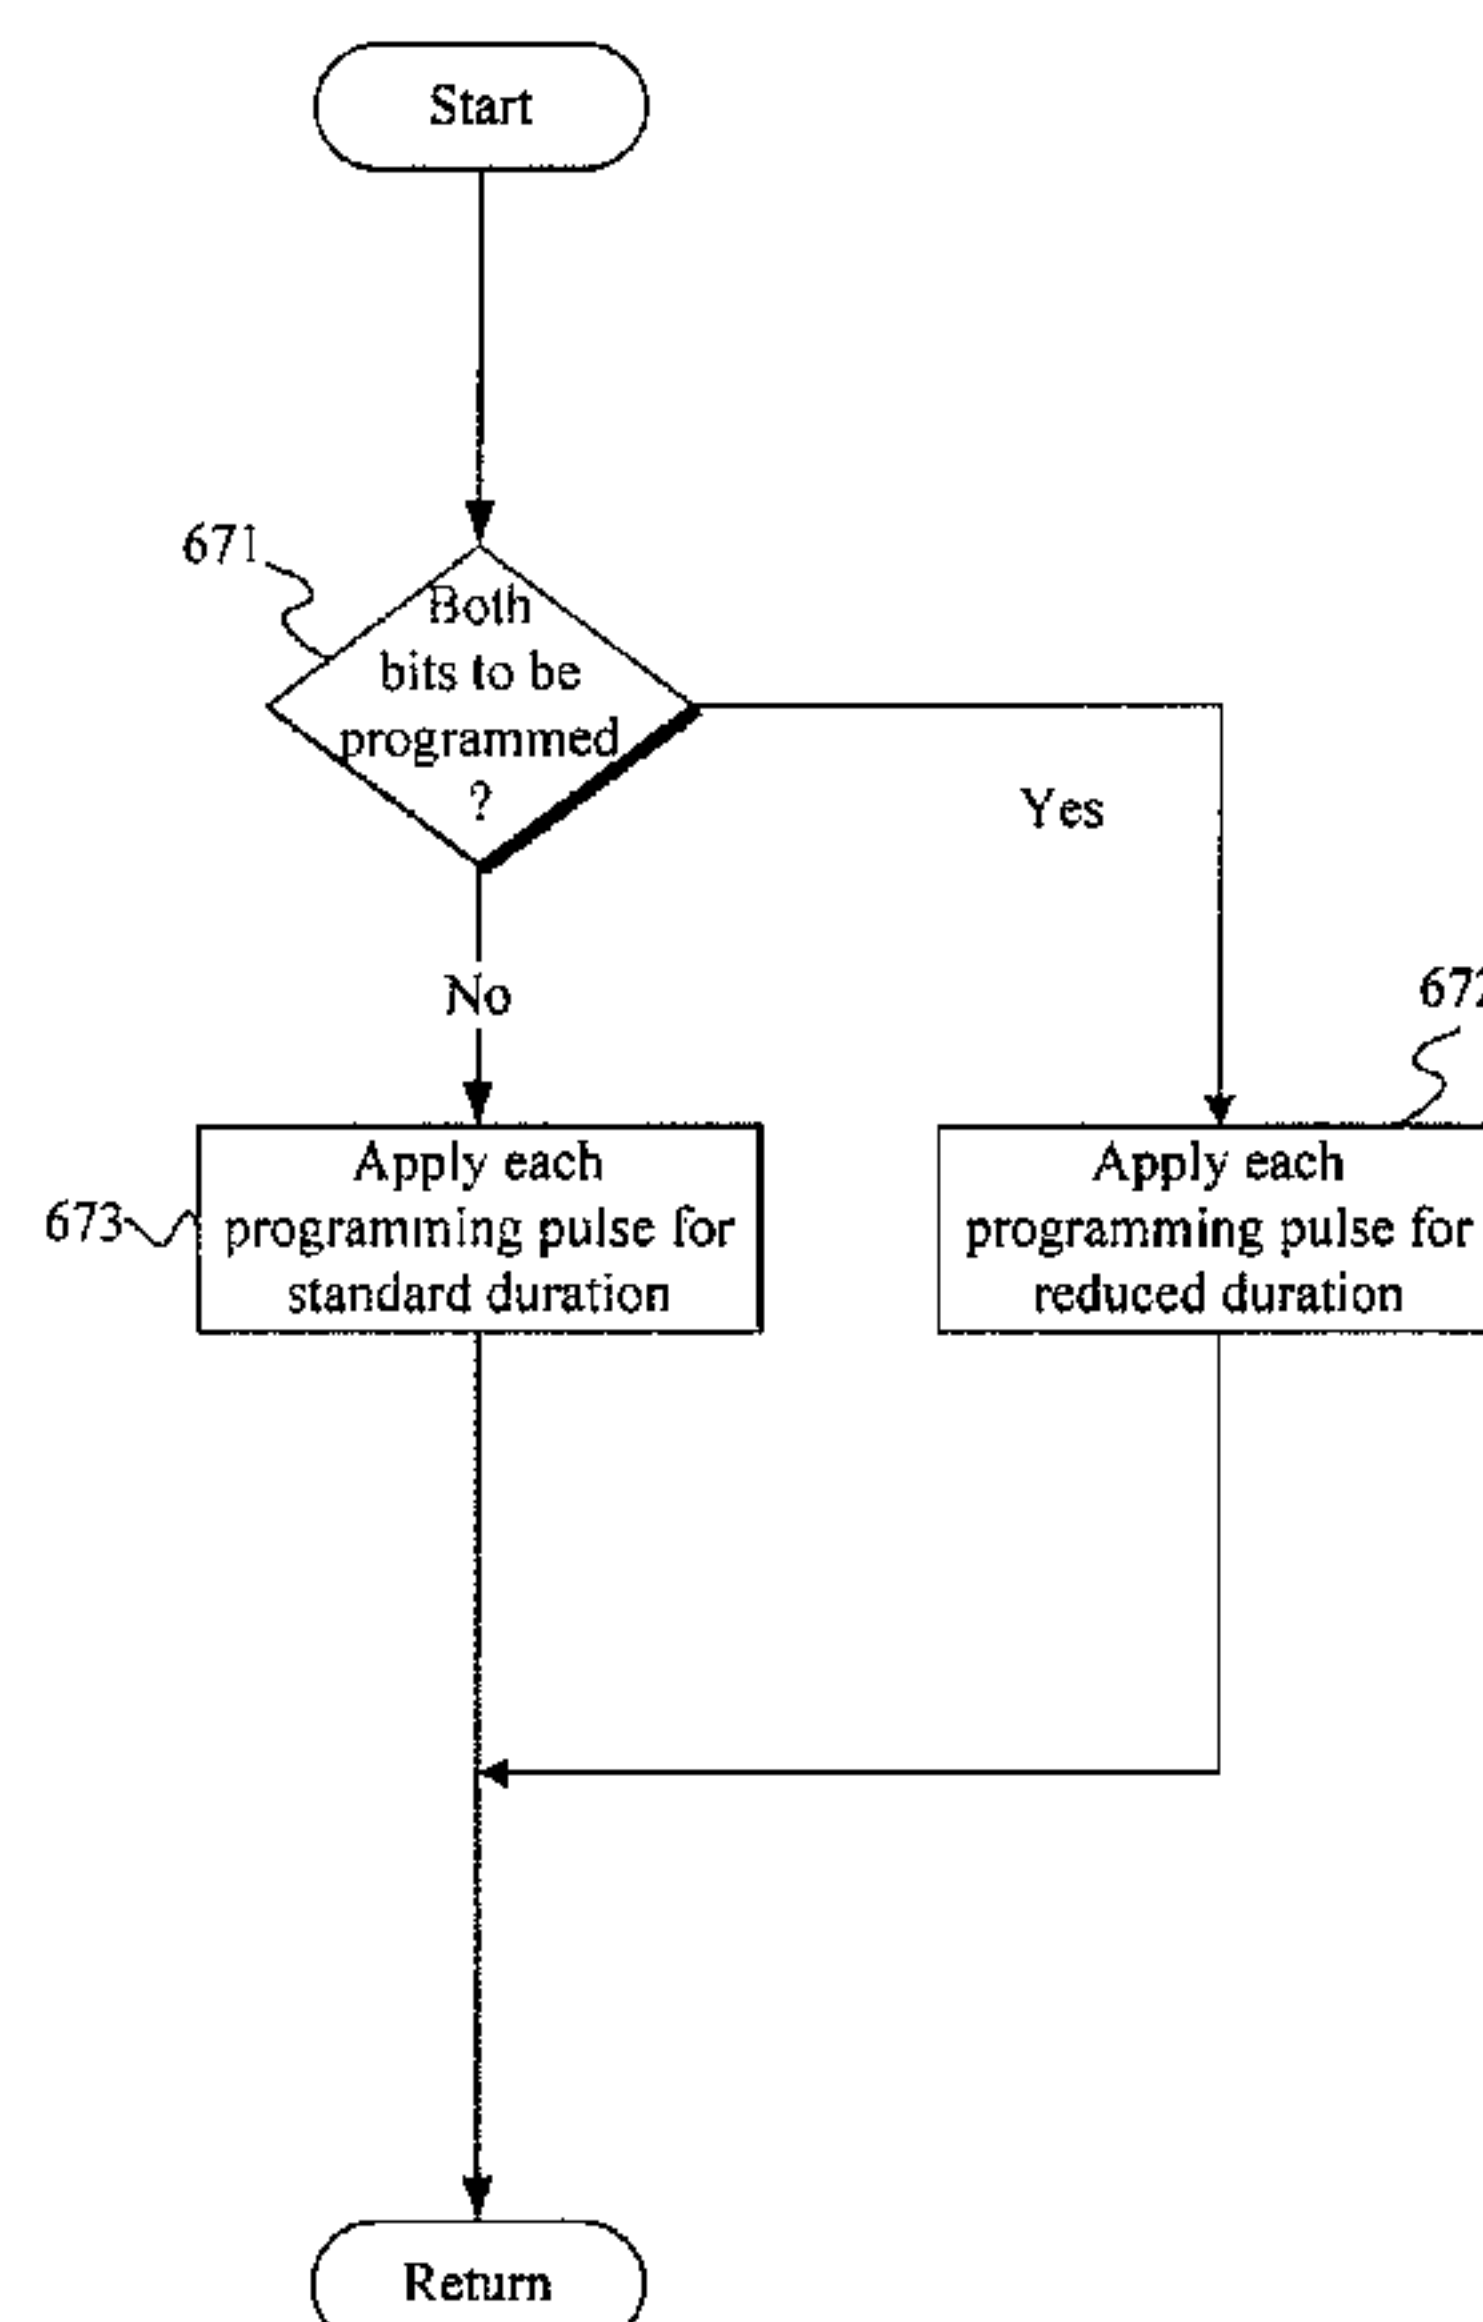 Start
671
Both
bits to be
programmed
?
Yes
No
672
Apply each
programming pulse for
standard duration
673
Apply each
programming pulse for
reduced duration
Return